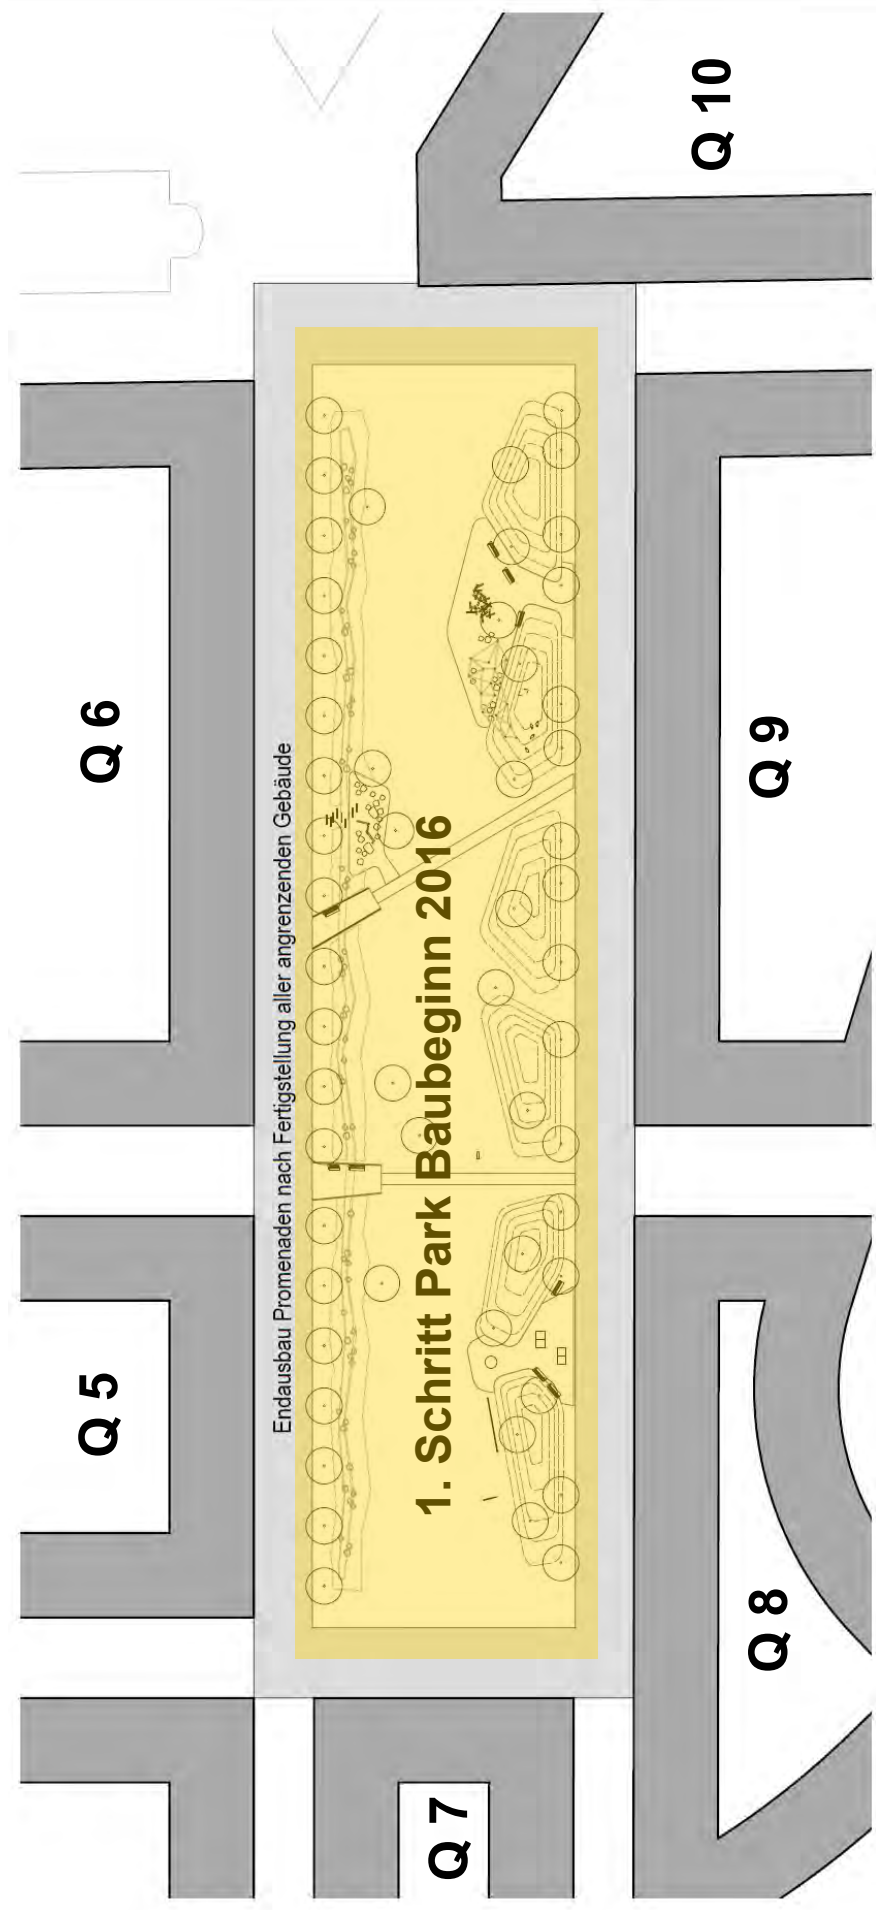 Q 10
Q 6
Q 9
Endausbau Promenaden nach Fertigstellung aller angrenzenden Gebäude
1. Schritt Park Baubeginn 2016
Q 5
Q 8
Q 7